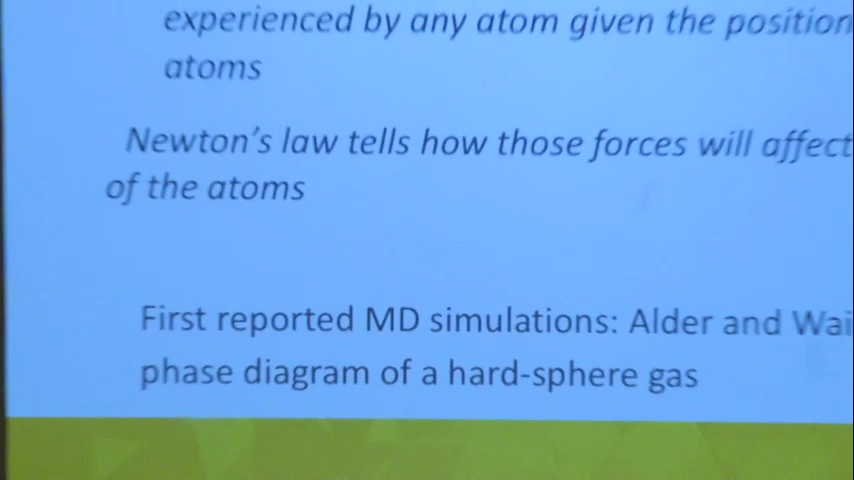 experienced by any atom given the position
atoms
Newton's law tells how those forces will affect
of the atoms
First reported MD simulations: Alder and Wai
phase diagram of a hard-sphere gas